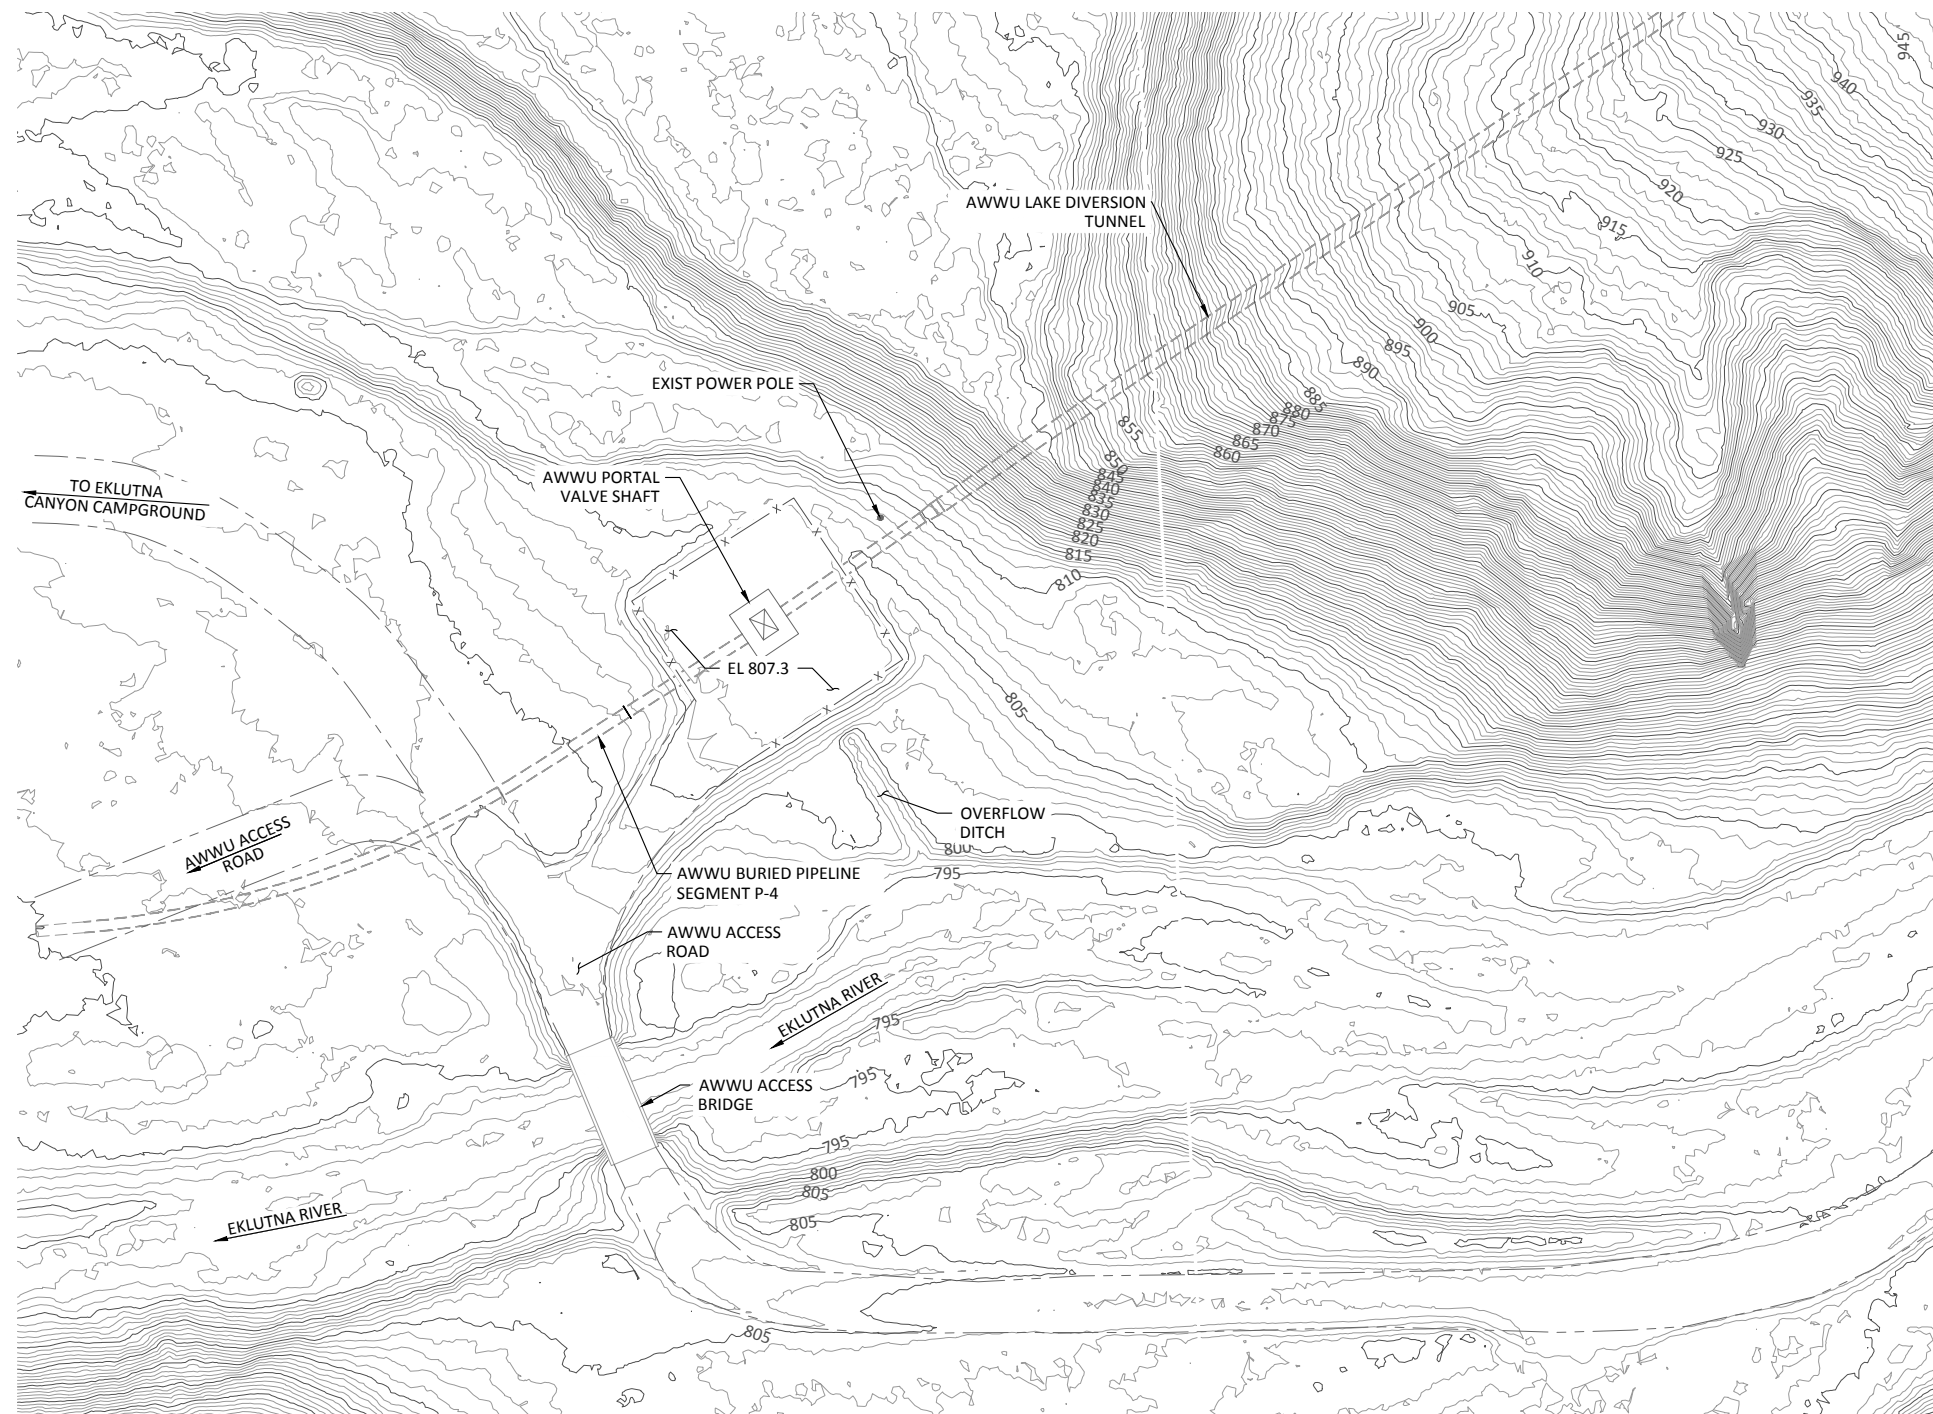 945
940
935
930
925
920
915
910
905
900
895
890
885
880
875
870
865
860
855
850
845
840
835
830
825
820
815
810
AWWU LAKE DIVERSION
TUNNEL
EXIST POWER POLE
AWWU PORTAL
VALVE SHAFT
TO EKLUTNA
CANYON CAMPGROUND
EL 807.3
805
OVERFLOW
DITCH
800
795
AWWU ACCESS
ROAD
AWWU BURIED PIPELINE
SEGMENT P-4
AWWU ACCESS
ROAD
EKLUTNA RIVER
795
795
AWWU ACCESS
BRIDGE
795
800
805
805
EKLUTNA RIVER
805